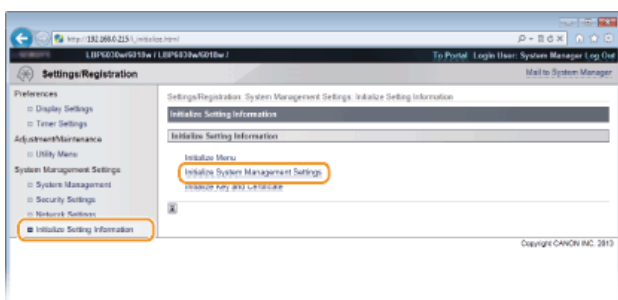 http://192.168.0.215/_initialize.html
LBP6030w/6018w / LBP6030w/6018w /
To Portal Login User: System Manager Log Out
Settings/Registration
Mail to System Manager
Preferences
Display Settings
Timer Settings
Adjustment/Maintenance
Utility Menu
System Management Settings
System Management
Security Settings
Network Settings
Initialize Setting Information
Settings/Registration: System Management Settings: Initialize Setting Information
Initialize Setting Information
Initialize Setting Information
Initialize Menu
Initialize System Management Settings
Initialize Key and Certificate
Copyright CANON INC. 2013